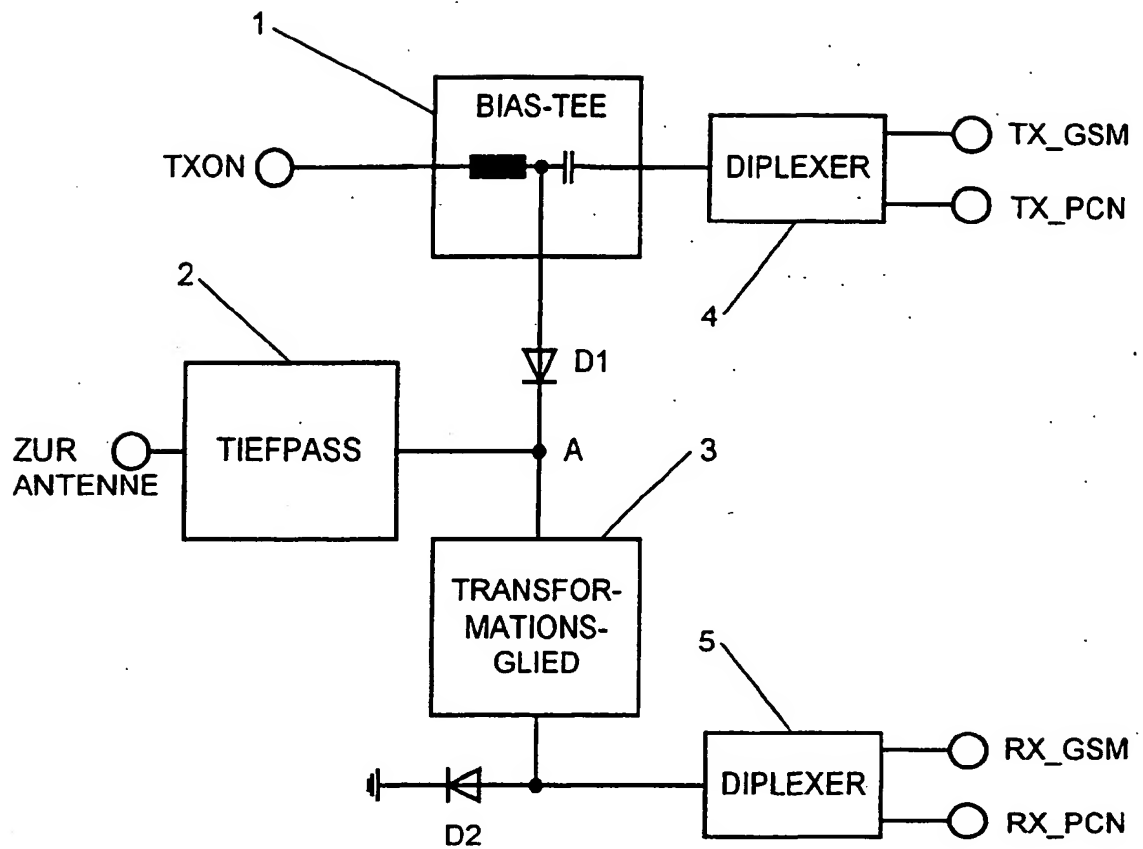 1
BIAS-TEE
TXON
DIPLEXER
TX_GSM
TX_PCN
2
4
D1
ZUR
ANTENNE
TIEFPASS
A
3
TRANSFOR-
MATIONS-
GLIED
5
DIPLEXER
RX_GSM
RX_PCN
D2